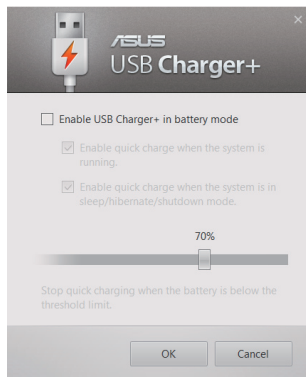 ASUS
USB Charger+
Enable USB Charger+ in battery mode
Enable quick charge when the system is
running.
Enable quick charge when the system is in
sleep/hibernate/shutdown mode.
70%
Stop quick charging when the battery is below the
threshold limit.
OK Cancel